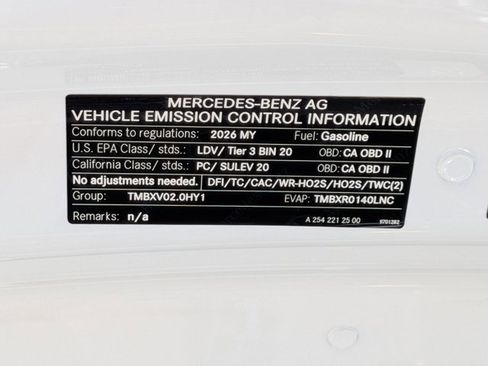 MERCEDES-BENZ AG
VEHICLE EMISSION CONTROL INFORMATION
Conforms to regulations: 2026 MY Fuel: Gasoline
U.S. EPA Class/ stds.: LDV/ Tier 3 BIN 20 OBD: CA OBD II
California Class/ stds.: PC/ SULEV 20 OBD: CA OBD II
No adjustments needed. DFI/TC/CAC/WR-HO2S/HO2S/TWC(2)
Group: TMBXV02.0HY1 EVAP: TMBXR0140LNC
Remarks: n/a A 254 221 25 00